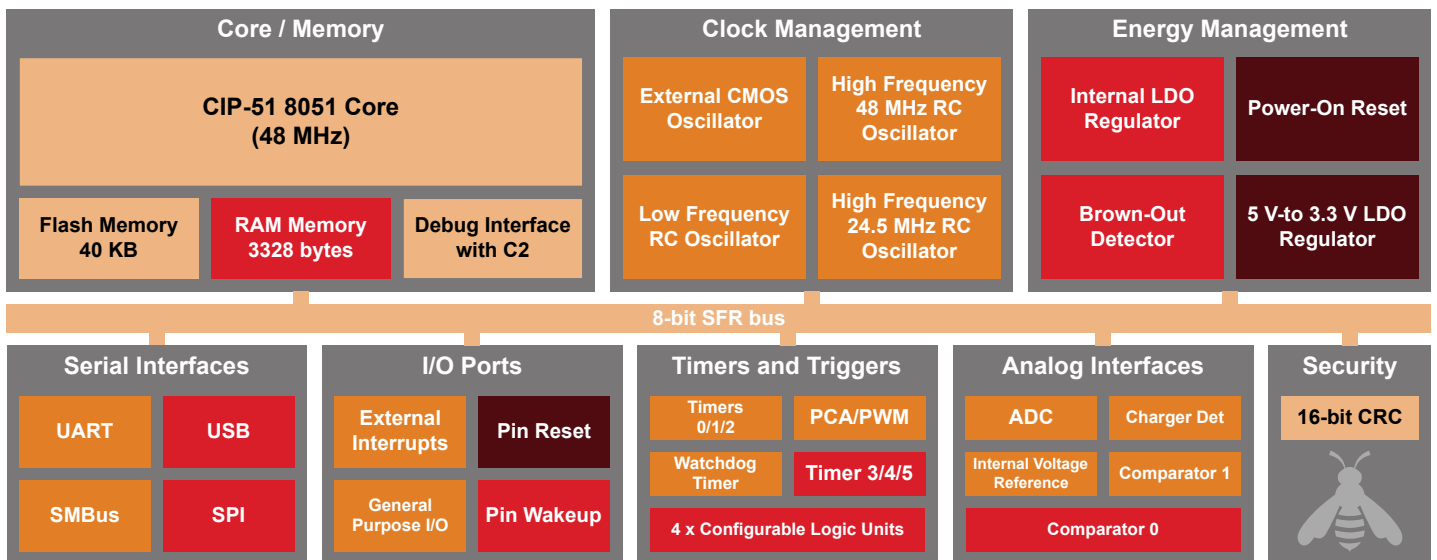 Core / Memory
CIP-51 8051 Core
(48 MHz)
Flash Memory
40 KB
RAM Memory
3328 bytes
Debug Interface
with C2
Clock Management
External CMOS
Oscillator
High Frequency
48 MHz RC
Oscillator
Low Frequency
RC Oscillator
High Frequency
24.5 MHz RC
Oscillator
Energy Management
Internal LDO
Regulator
Power-On Reset
Brown-Out
Detector
5 V-to 3.3 V LDO
Regulator
8-bit SFR bus
Serial Interfaces
UART
USB
SMBus
SPI
I/O Ports
External
Interrupts
Pin Reset
General
Purpose I/O
Pin Wakeup
Timers and Triggers
Timers
0/1/2
PCA/PWM
Watchdog
Timer
Timer 3/4/5
4 x Configurable Logic Units
Analog Interfaces
ADC
Charger Det
Internal Voltage
Reference
Comparator 1
Comparator 0
Security
16-bit CRC